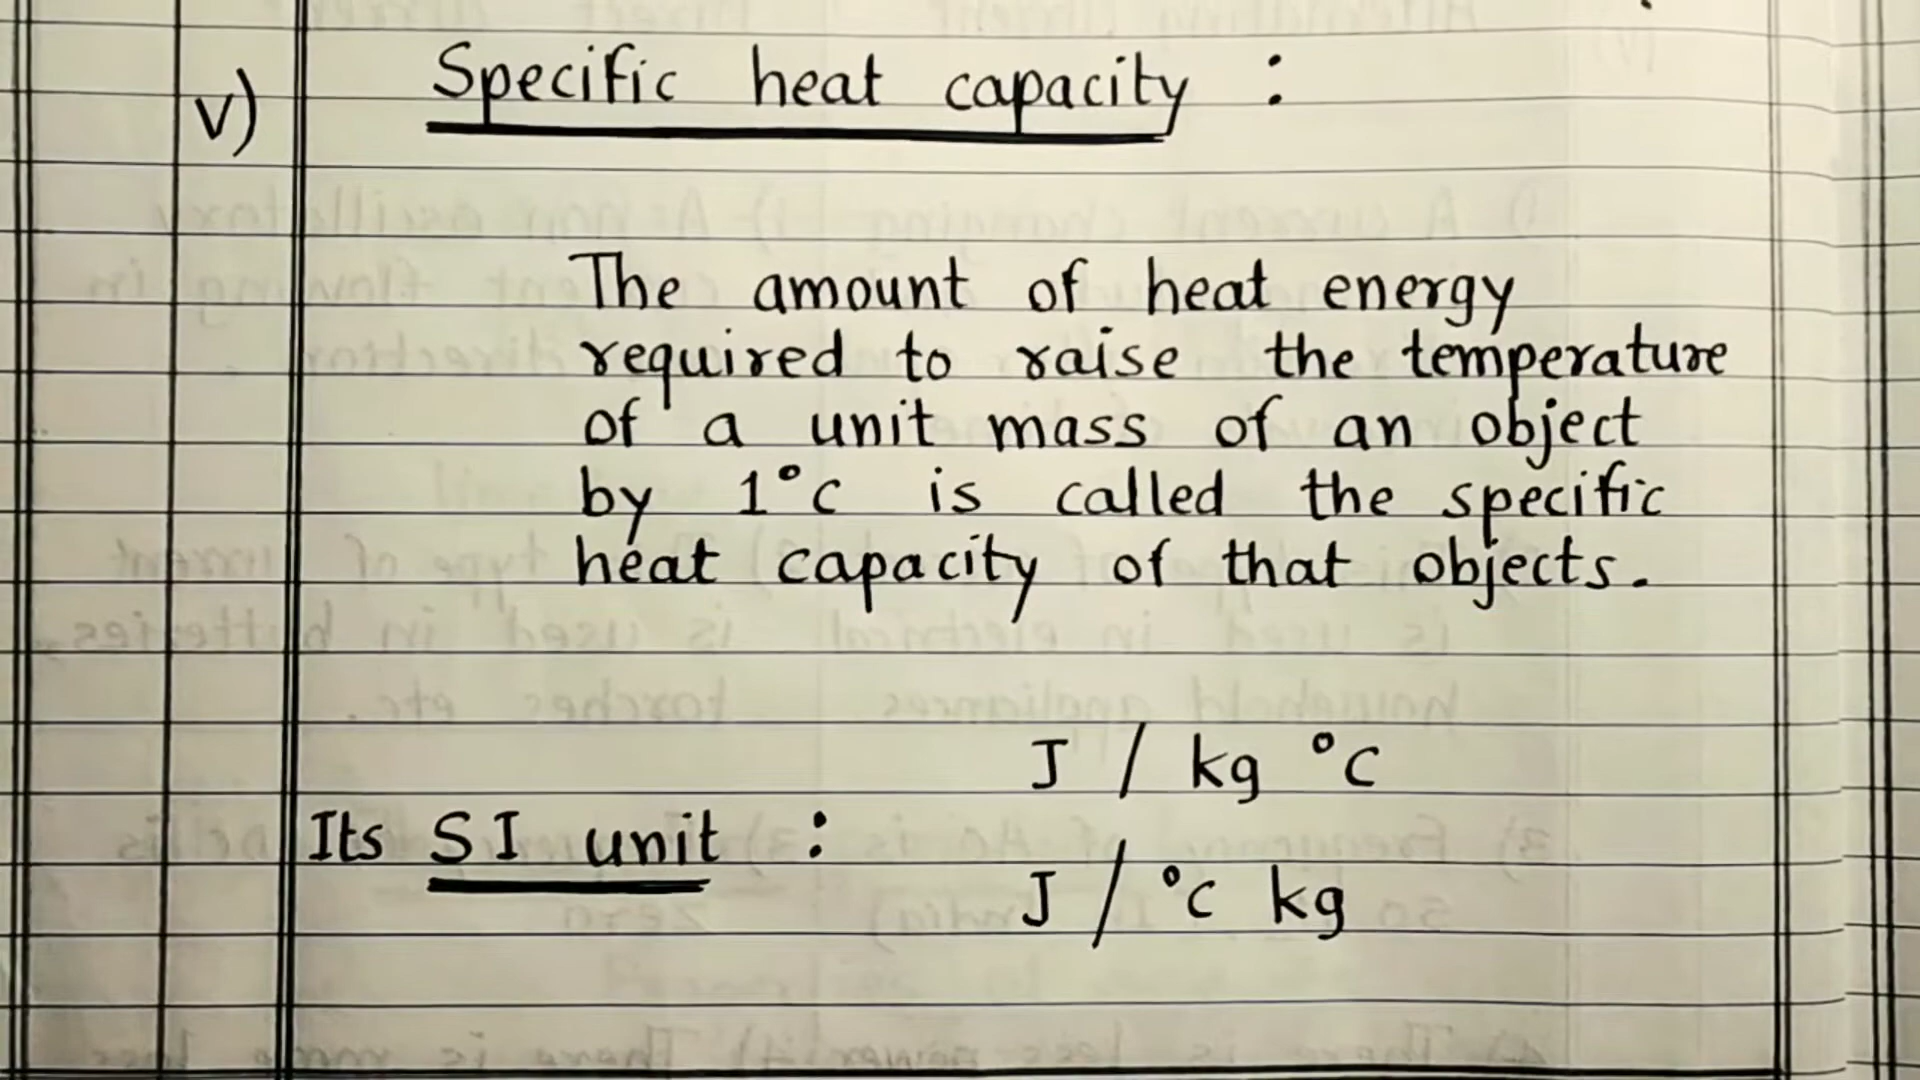 v) Specific heat capacity :
The amount of heat energy
required to raise the temperature
of a unit mass of an object
by 1°c is called the specific
heat capacity of that objects.
J / kg °c
Its SI unit :
J / °c kg